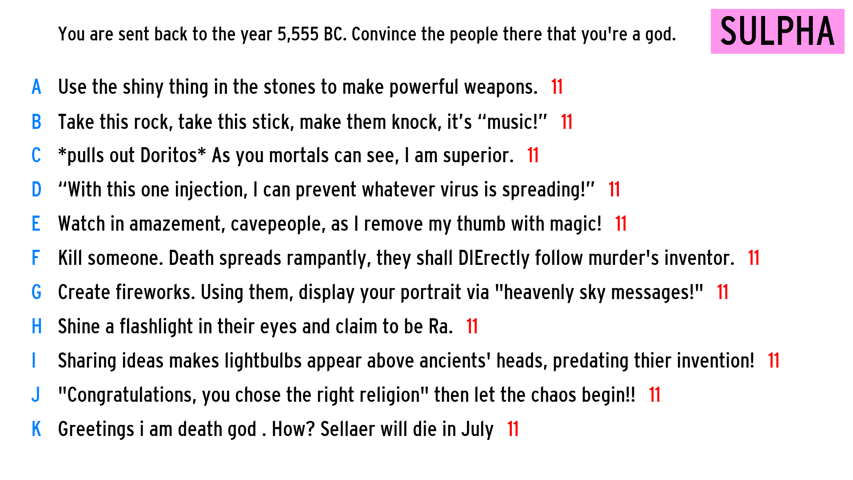 You are sent back to the year 5,555 BC. Convince the people there that you're a god.
SULPHA
A Use the shiny thing in the stones to make powerful weapons. 11
B Take this rock, take this stick, make them knock, it’s “music!” 11
C *pulls out Doritos* As you mortals can see, I am superior. 11
D “With this one injection, I can prevent whatever virus is spreading!” 11
E Watch in amazement, cavepeople, as I remove my thumb with magic! 11
F Kill someone. Death spreads rampantly, they shall DIErectly follow murder's inventor. 11
G Create fireworks. Using them, display your portrait via "heavenly sky messages!" 11
H Shine a flashlight in their eyes and claim to be Ra. 11
I Sharing ideas makes lightbulbs appear above ancients' heads, predating thier invention! 11
J "Congratulations, you chose the right religion" then let the chaos begin!! 11
K Greetings i am death god . How? Sellaer will die in July 11